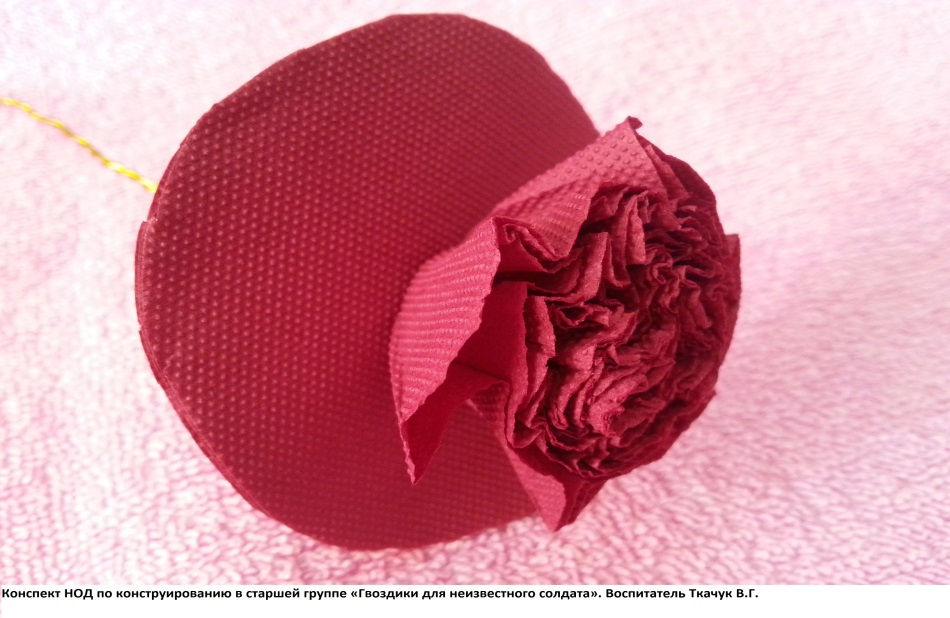 Конспект НОД по конструированию в старшей группе «Гвоздики для неизвестного солдата». Воспитатель Ткачук В.Г.